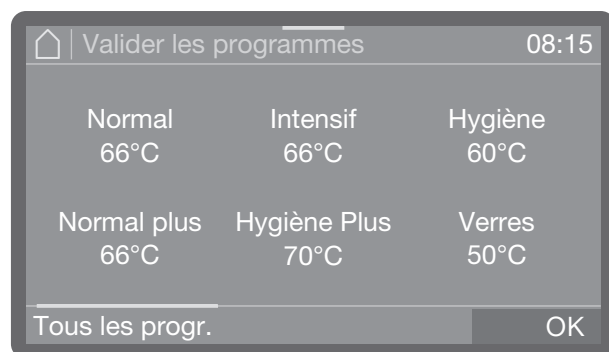 Valider les programmes 08:15
Normal Intensif Hygiène
66°C 66°C 60°C
Normal plus Hygiène Plus Verres
66°C 70°C 50°C
Tous les progr. OK